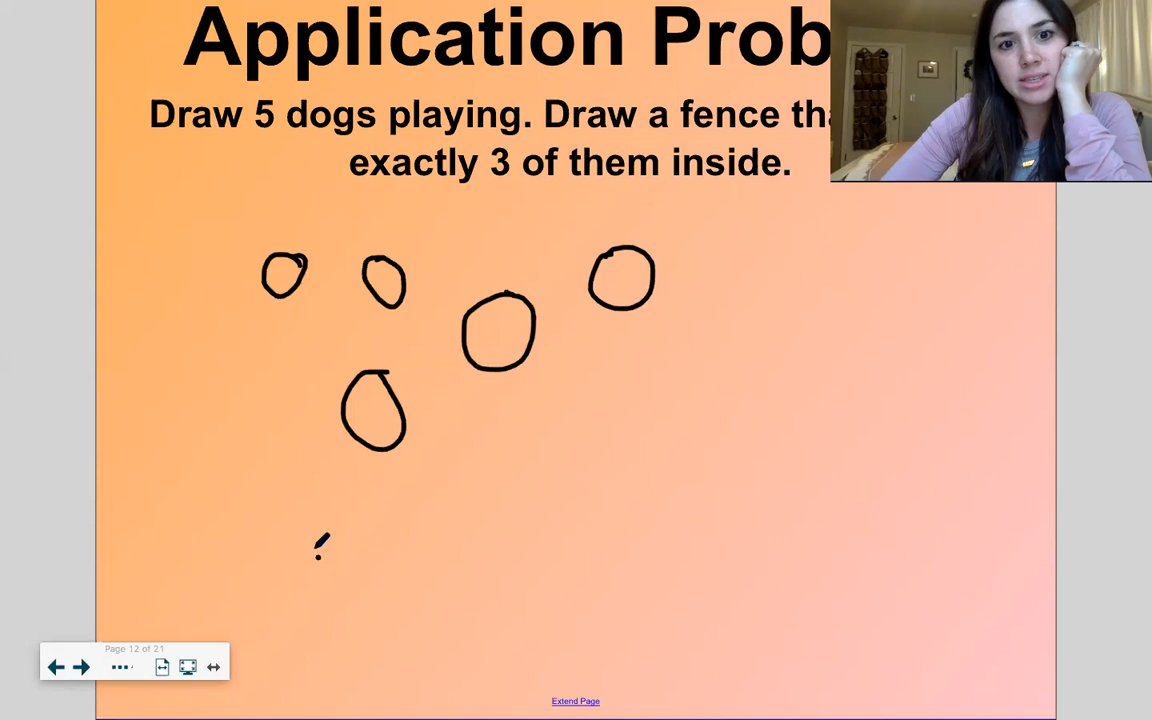 Application Prob
Draw 5 dogs playing. Draw a fence tha
exactly 3 of them inside.
Page 12 of 21
Extend Page